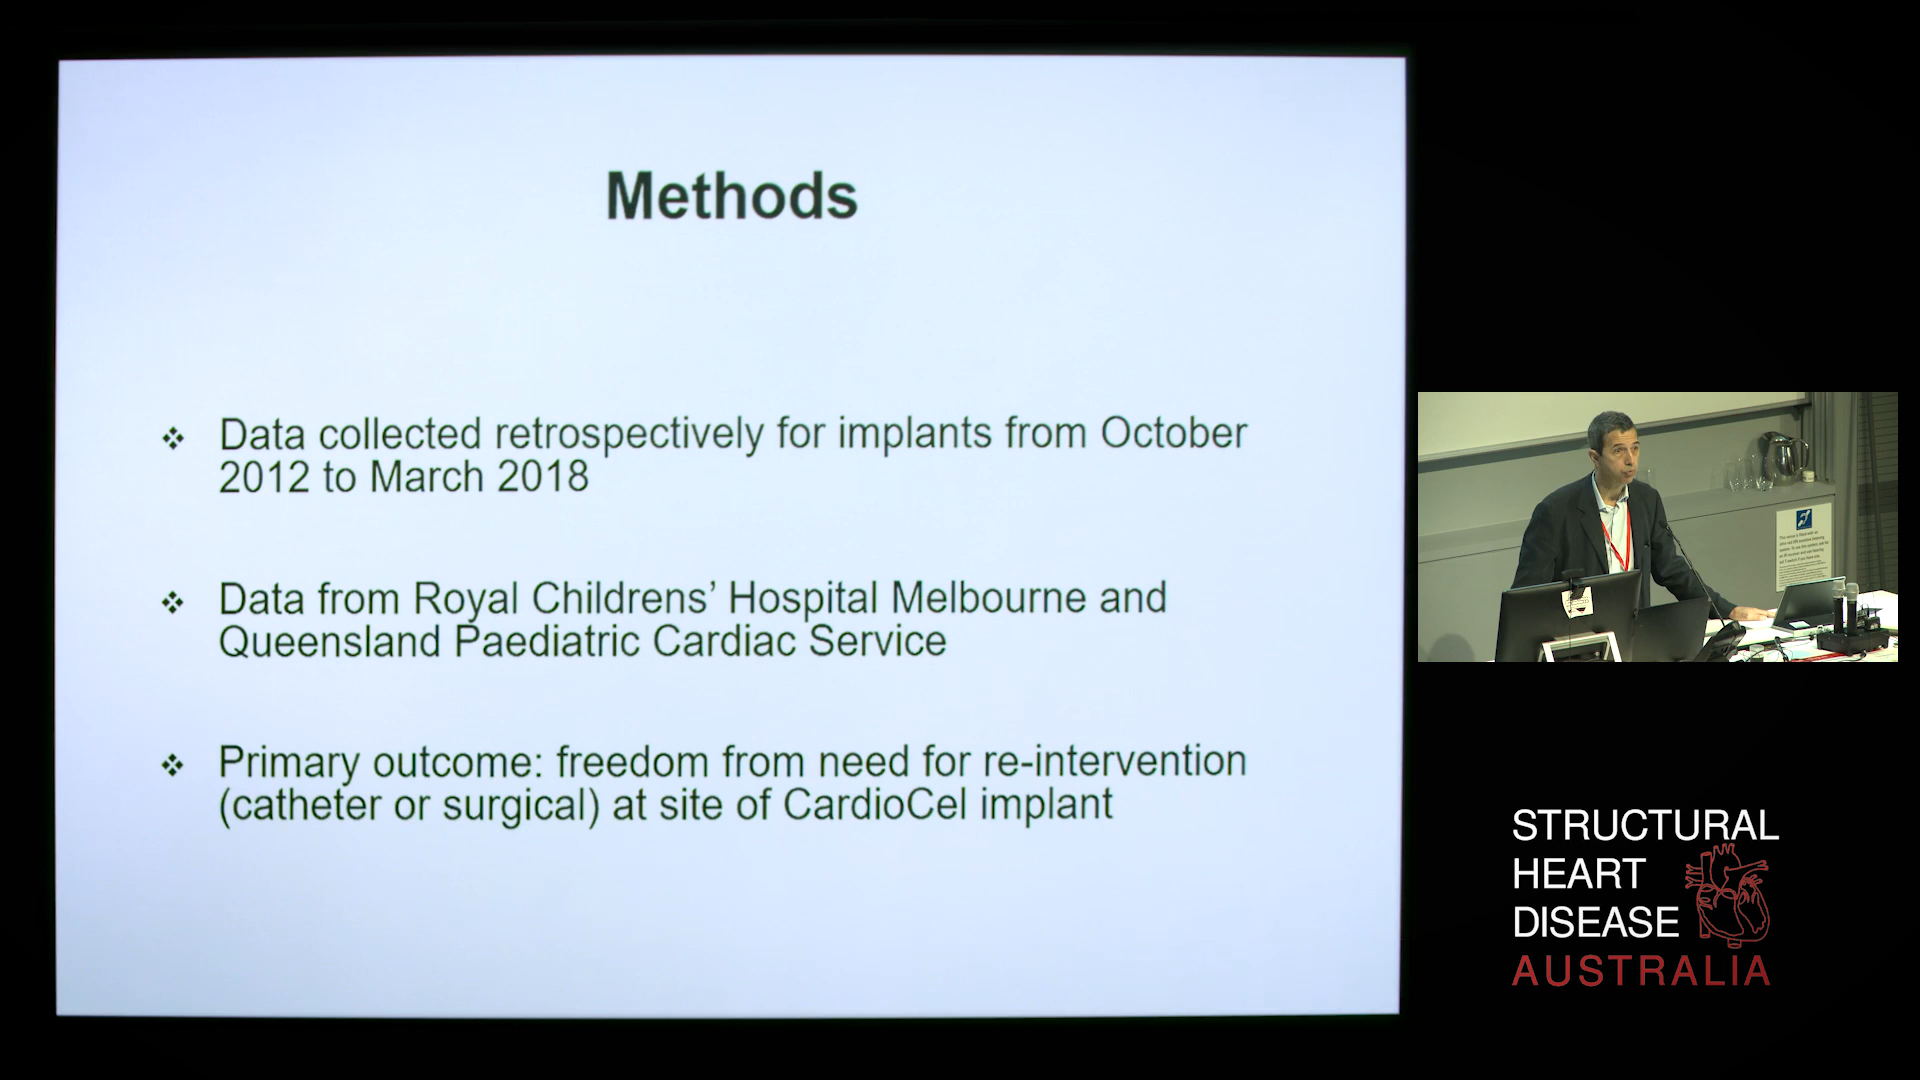 Methods
❖ Data collected retrospectively for implants from October
2012 to March 2018
❖ Data from Royal Childrens’ Hospital Melbourne and
Queensland Paediatric Cardiac Service
❖ Primary outcome: freedom from need for re-intervention
(catheter or surgical) at site of CardioCel implant
STRUCTURAL
HEART
DISEASE
AUSTRALIA